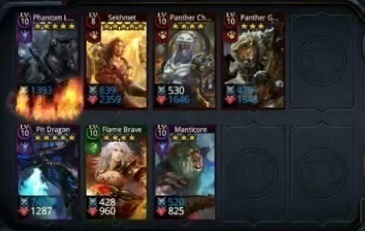 LV. 10 Phantom L...
LV. 8 Sekhmet
LV. 10 Panther Ch...
LV. 10 Panther G...
1393
839
2359
530
1646
LV. 10 Pit Dragon
LV. 10 Flame Brave
LV. 10 Manticore
1287
428
960
520
825